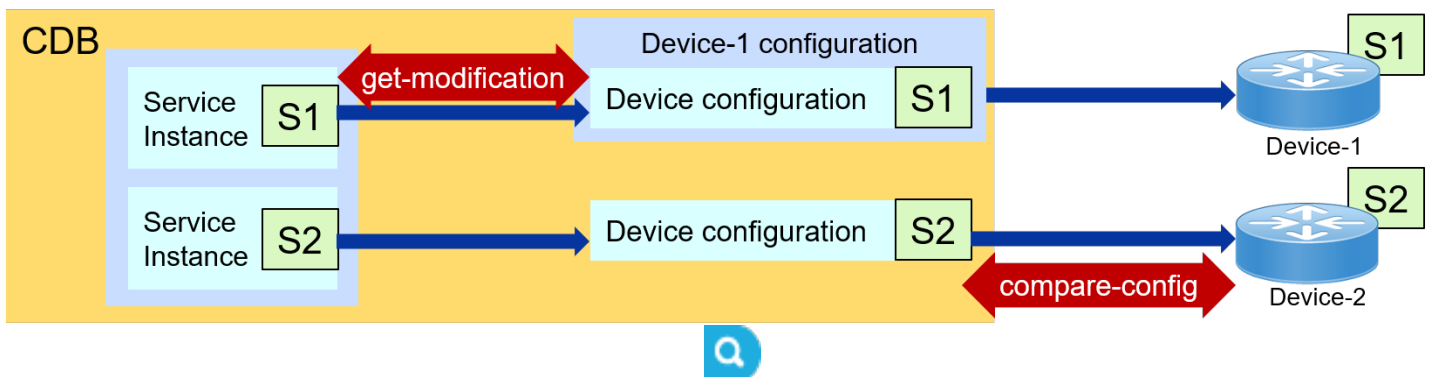 CDB
Service
Instance
S1
get-modification
Device-1 configuration
Device configuration
S1
S1
Device-1
Service
Instance
S2
Device configuration
S2
compare-config
S2
Device-2